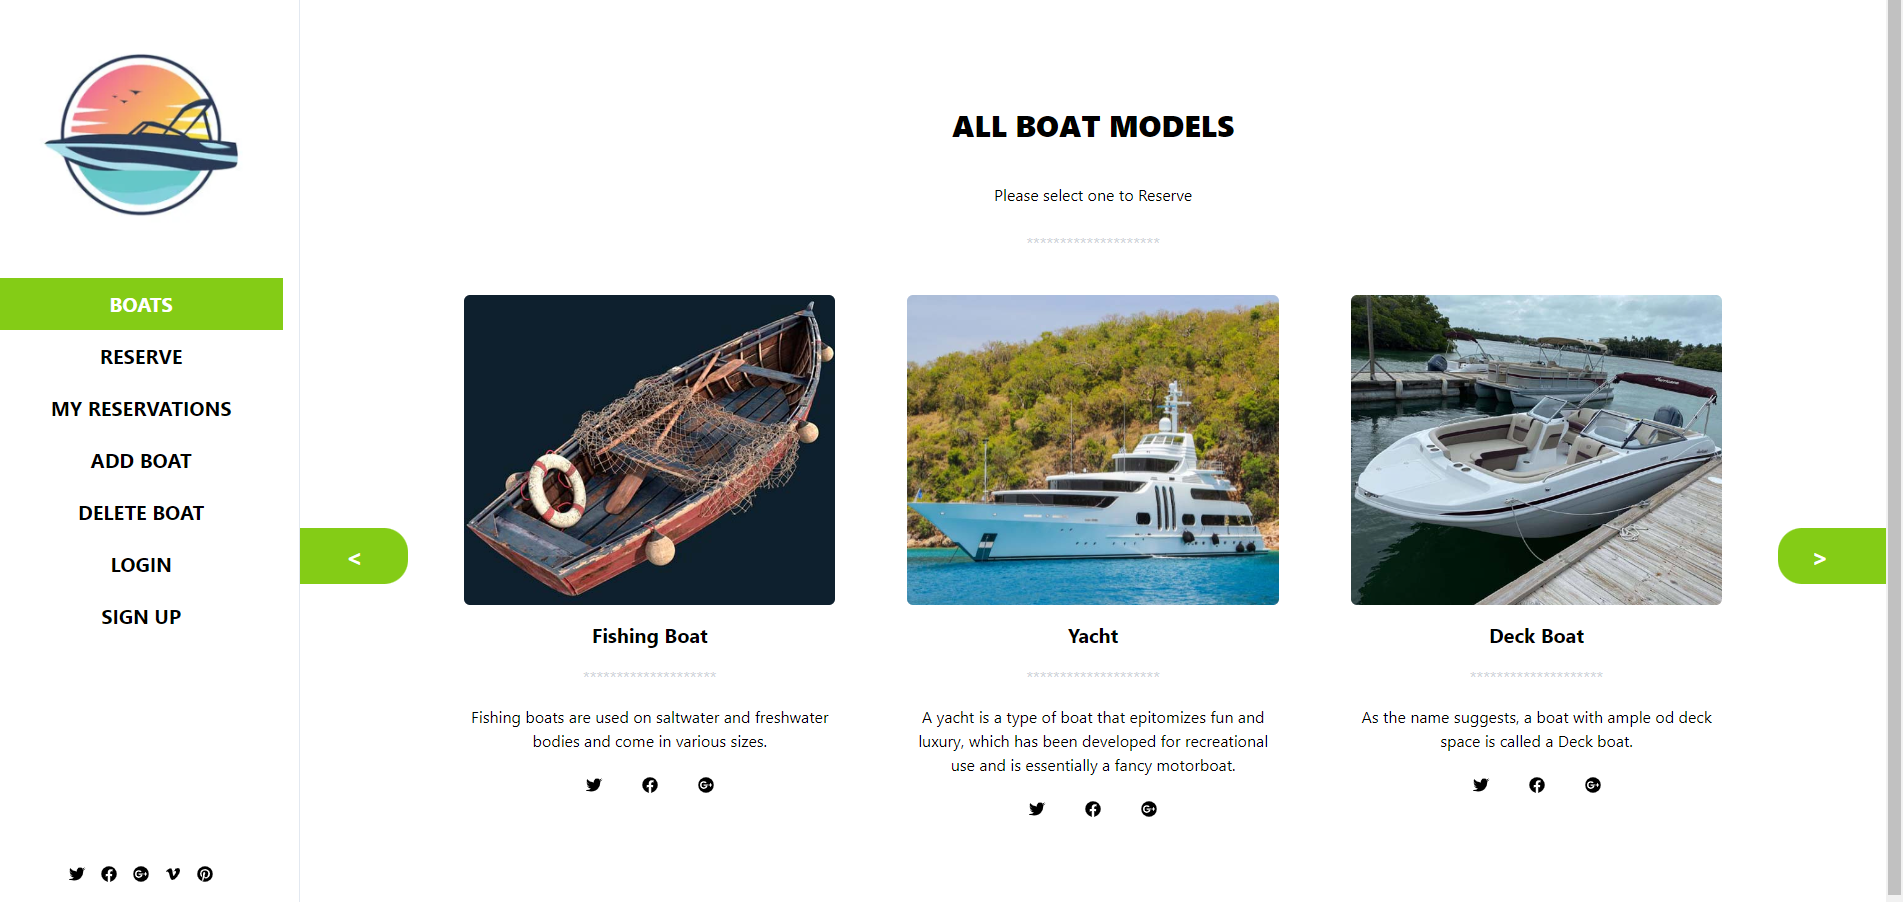 BOATS
RESERVE
MY RESERVATIONS
ADD BOAT
DELETE BOAT
LOGIN
SIGN UP
ALL BOAT MODELS
Please select one to Reserve
********************
<
>
Fishing Boat
********************
Fishing boats are used on saltwater and freshwater
bodies and come in various sizes.
Yacht
********************
A yacht is a type of boat that epitomizes fun and
luxury, which has been developed for recreational
use and is essentially a fancy motorboat.
Deck Boat
********************
As the name suggests, a boat with ample od deck
space is called a Deck boat.